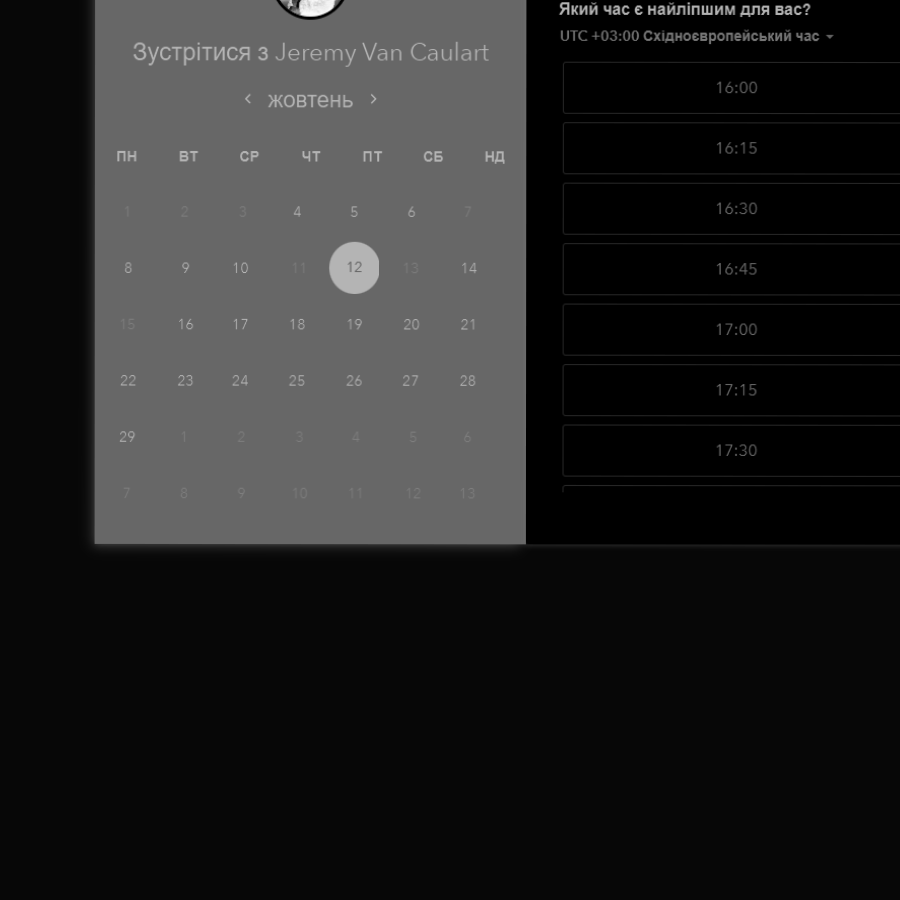 Зустрітися з Jeremy Van Caulart
жовтень
ПН ВТ СР ЧТ ПТ СБ НД
1 2 3 4 5 6 7
8 9 10 11 12 13 14
15 16 17 18 19 20 21
22 23 24 25 26 27 28
29 1 2 3 4 5 6
7 8 9 10 11 12 13
Який час є найліпшим для вас?
UTC +03:00 Східноєвропейський час
16:00
16:15
16:30
16:45
17:00
17:15
17:30